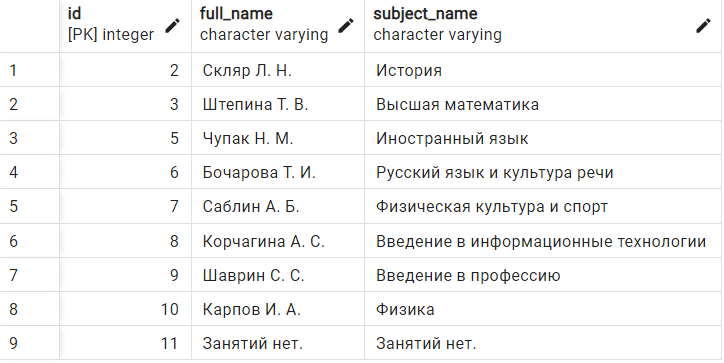 id full_name subject_name
[PK] integer character varying character varying
1 2 Скляр Л. Н. История
2 3 Штепина Т. В. Высшая математика
3 5 Чупак Н. М. Иностранный язык
4 6 Бочарова Т. И. Русский язык и культура речи
5 7 Саблин А. Б. Физическая культура и спорт
6 8 Корчагина А. С. Введение в информационные технологии
7 9 Шаврин С. С. Введение в профессию
8 10 Карпов И. А. Физика
9 11 Занятий нет. Занятий нет.